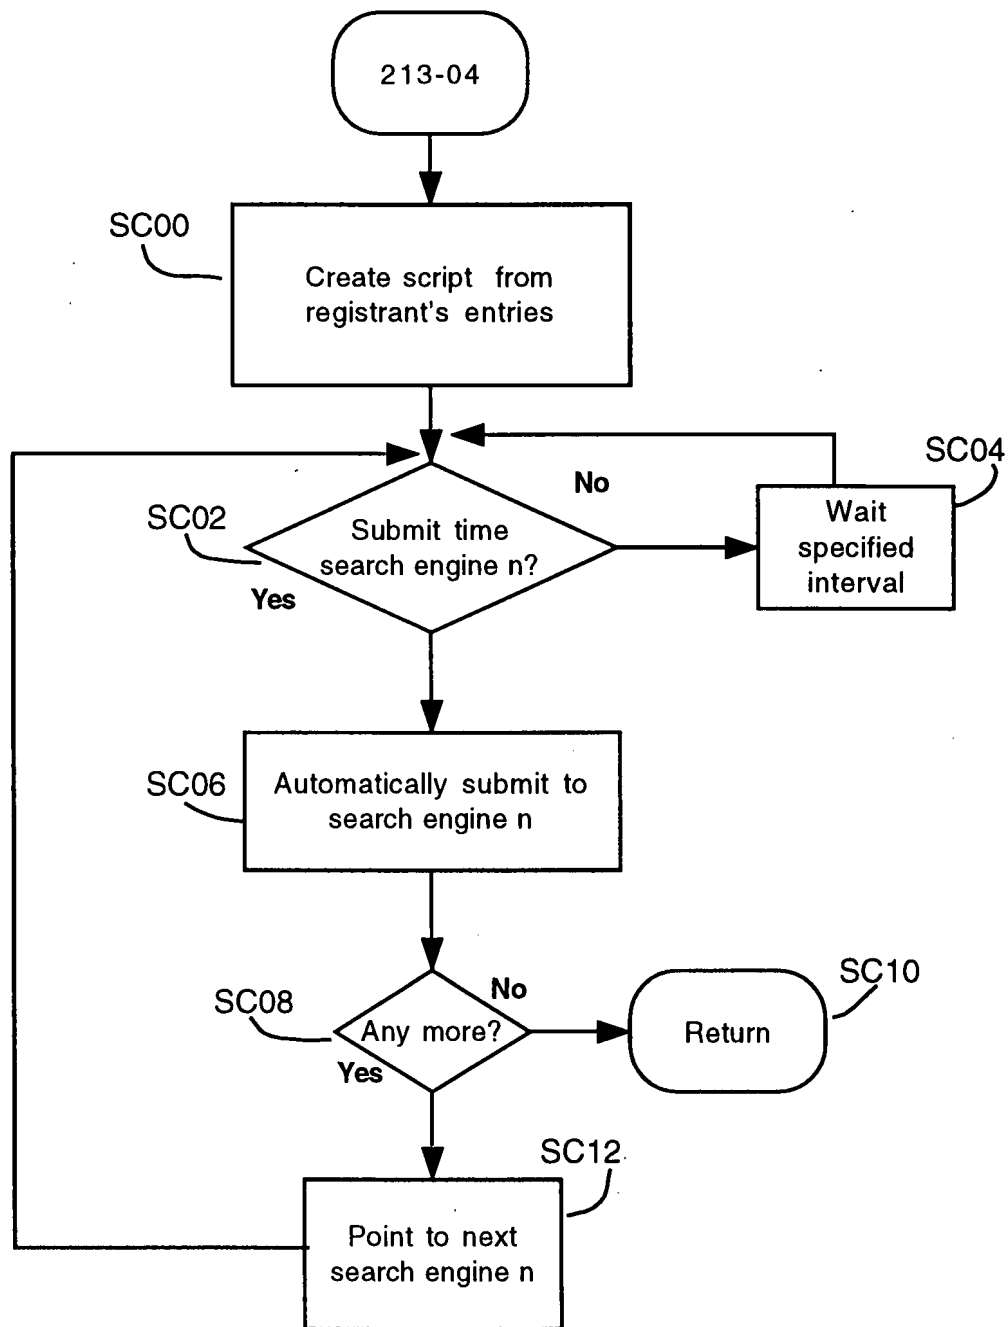 213-04
SC00
Create script from
registrant's entries
SC04
No
SC02
Submit time
search engine n?
Wait
specified
interval
Yes
SC06
Automatically submit to
search engine n
SC08
No
SC10
Any more?
Return
Yes
SC12
Point to next
search engine n